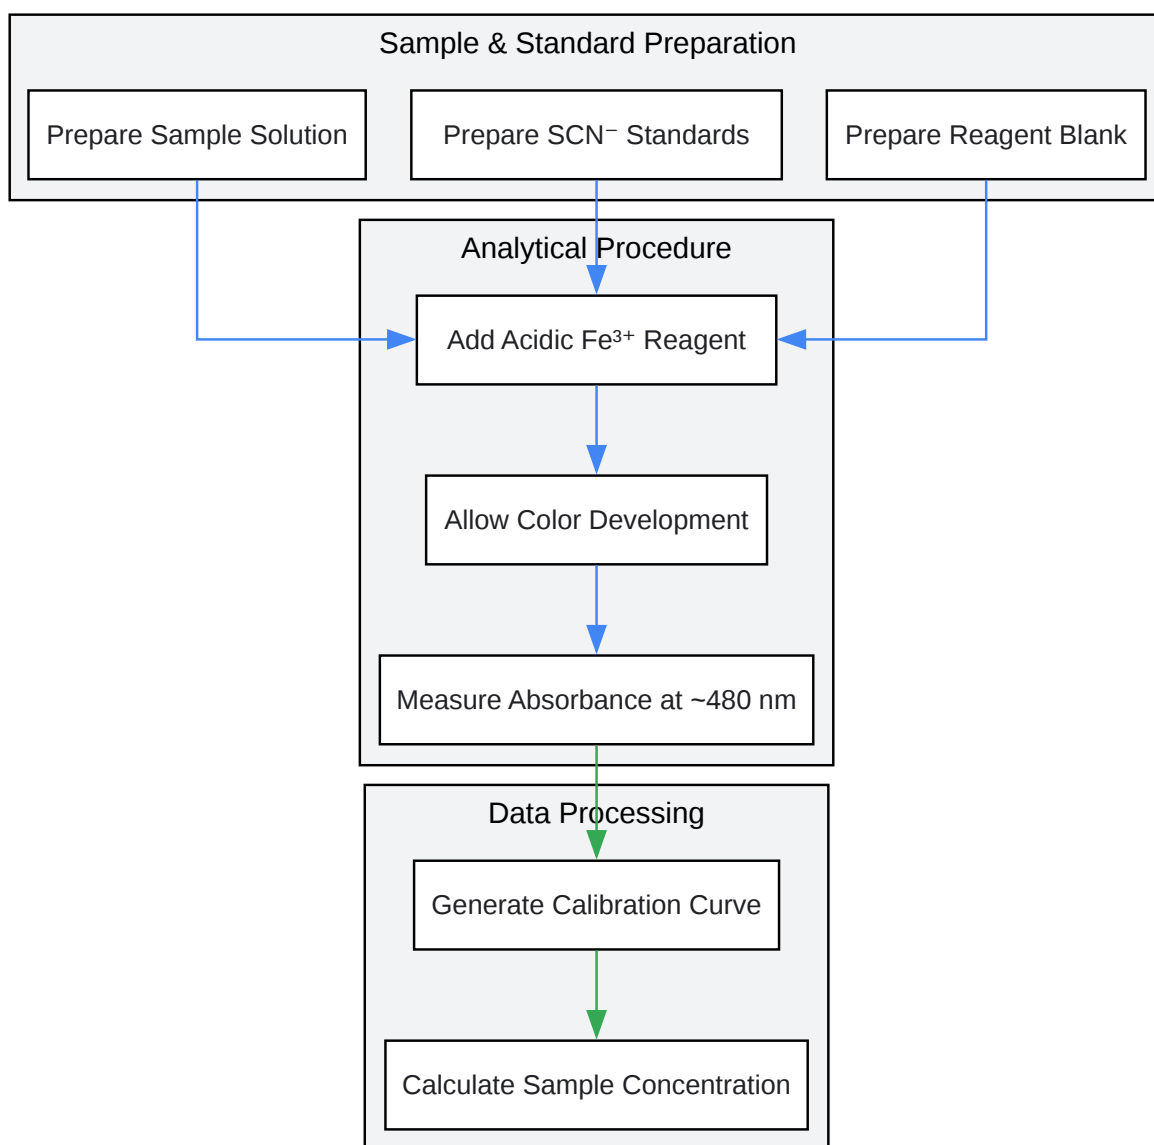 Sample & Standard Preparation
Prepare Sample Solution
Prepare SCN⁻ Standards
Prepare Reagent Blank
Analytical Procedure
Add Acidic Fe³⁺ Reagent
Allow Color Development
Measure Absorbance at ~480 nm
Data Processing
Generate Calibration Curve
Calculate Sample Concentration